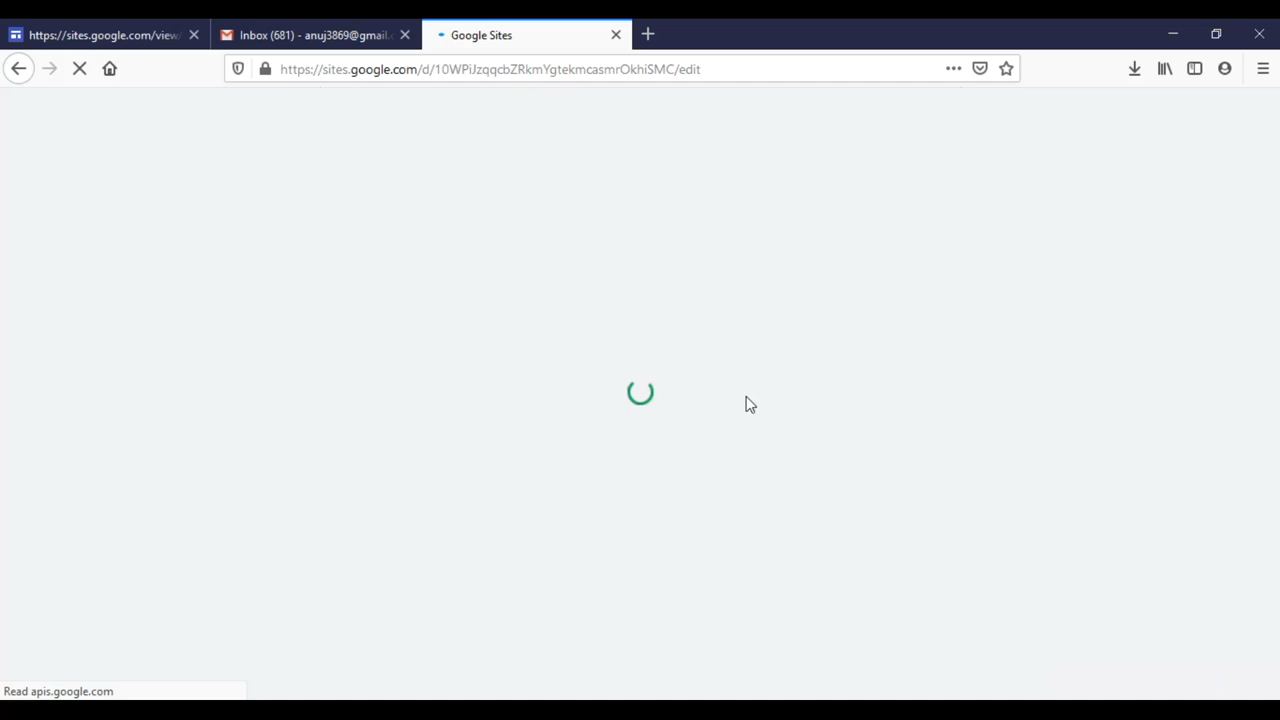 https://sites.google.com/view/
Inbox (681) - anuj3869@gmail.c
Google Sites
https://sites.google.com/d/10WPiJzqqcbZRkmYgtekmcasmrOkhiSMC/edit
Read apis.google.com